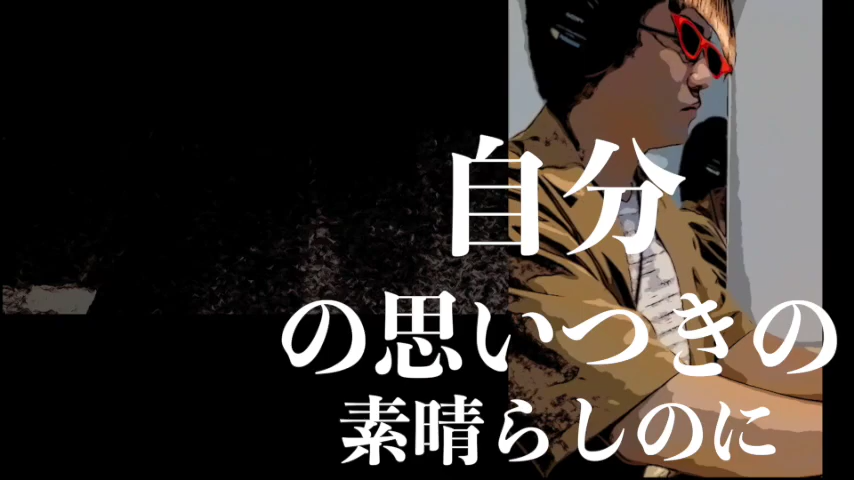 自分
の思いつきの
素晴らしのに